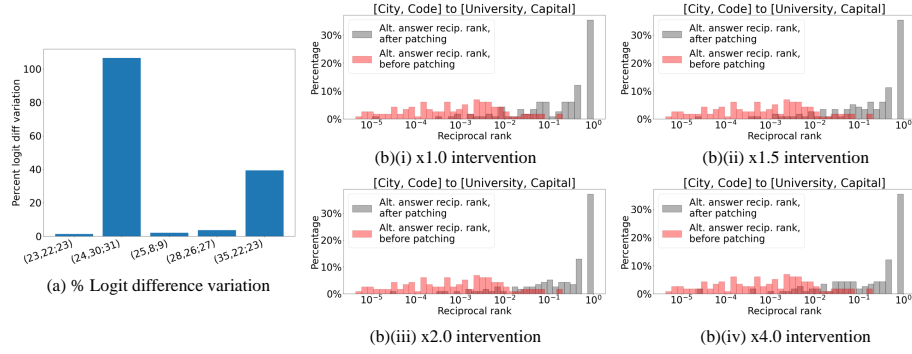 Percent logit diff variation
100
80
60
40
20
0
(23,22;23)
(24,30;31)
(25,8;9)
(28,26;27)
(35,22;23)
(a) % Logit difference variation
[City, Code] to [University, Capital]
Alt. answer recip. rank,
after patching
Alt. answer recip. rank,
before patching
Percentage
30%
20%
10%
0%
10⁻⁵ 10⁻⁴ 10⁻³ 10⁻² 10⁻¹ 10⁰
Reciprocal rank
(b)(i) x1.0 intervention
[City, Code] to [University, Capital]
Alt. answer recip. rank,
after patching
Alt. answer recip. rank,
before patching
Percentage
30%
20%
10%
0%
10⁻⁵ 10⁻⁴ 10⁻³ 10⁻² 10⁻¹ 10⁰
Reciprocal rank
(b)(ii) x1.5 intervention
[City, Code] to [University, Capital]
Alt. answer recip. rank,
after patching
Alt. answer recip. rank,
before patching
Percentage
30%
20%
10%
0%
10⁻⁵ 10⁻⁴ 10⁻³ 10⁻² 10⁻¹ 10⁰
Reciprocal rank
(b)(iii) x2.0 intervention
[City, Code] to [University, Capital]
Alt. answer recip. rank,
after patching
Alt. answer recip. rank,
before patching
Percentage
30%
20%
10%
0%
10⁻⁵ 10⁻⁴ 10⁻³ 10⁻² 10⁻¹ 10⁰
Reciprocal rank
(b)(iv) x4.0 intervention